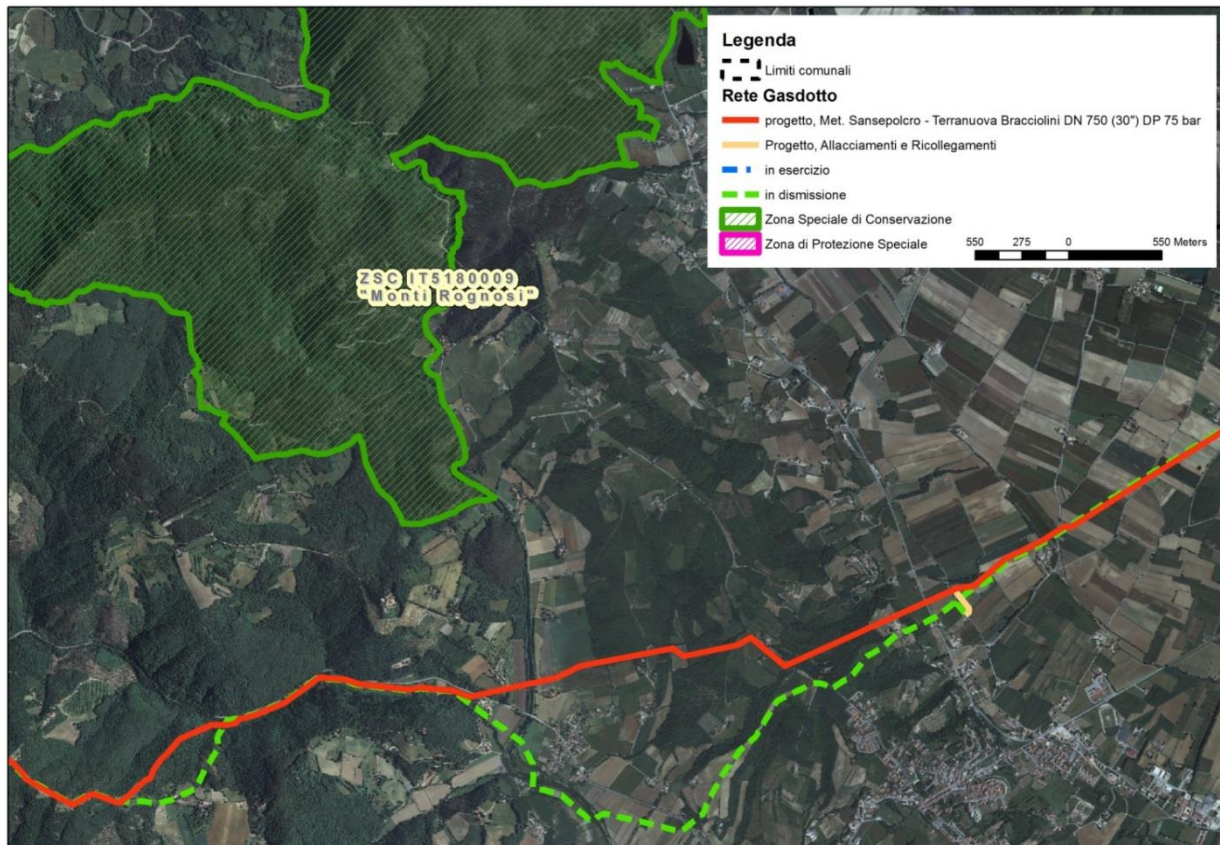 Legenda
Limiti comunali
Rete Gasdotto
progetto, Met. Sansepolcro - Terranuova Bracciolini DN 750 (30") DP 75 bar
Progetto, Allacciamenti e Ricollegamenti
in esercizio
in dismissione
Zona Speciale di Conservazione
Zona di Protezione Speciale
550 275 0 550 Meters
ZSC IT5180009
"Monti Rognosi"